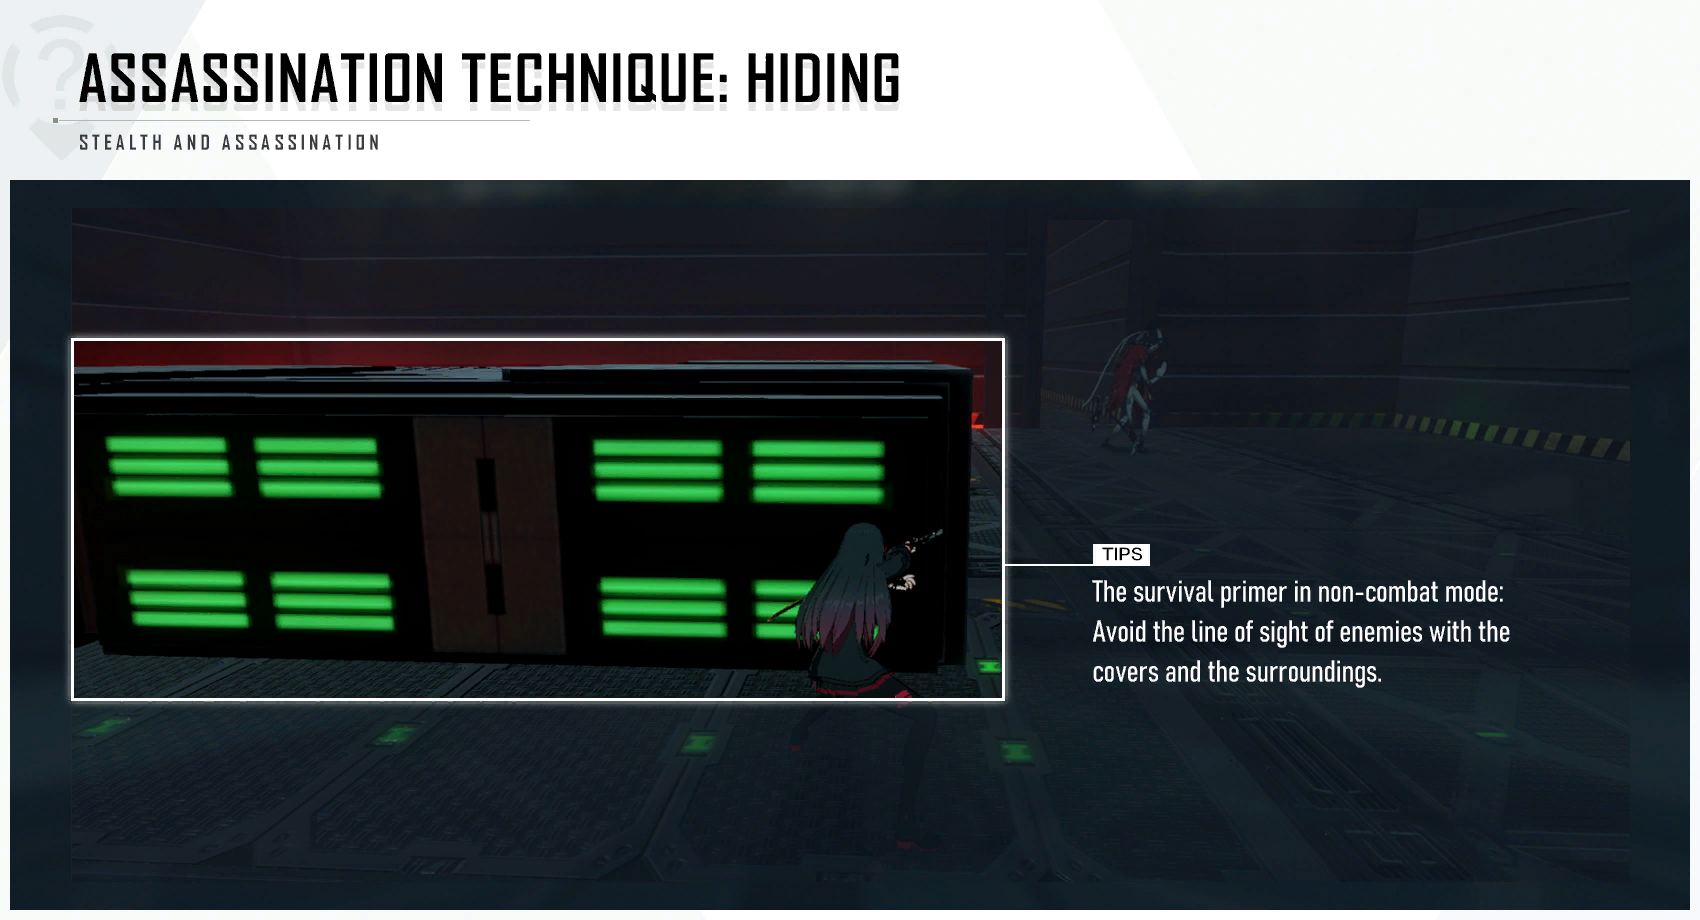 ASSASSINATION TECHNIQUE: HIDING
STEALTH AND ASSASSINATION
TIPS
The survival primer in non-combat mode:
Avoid the line of sight of enemies with the
covers and the surroundings.